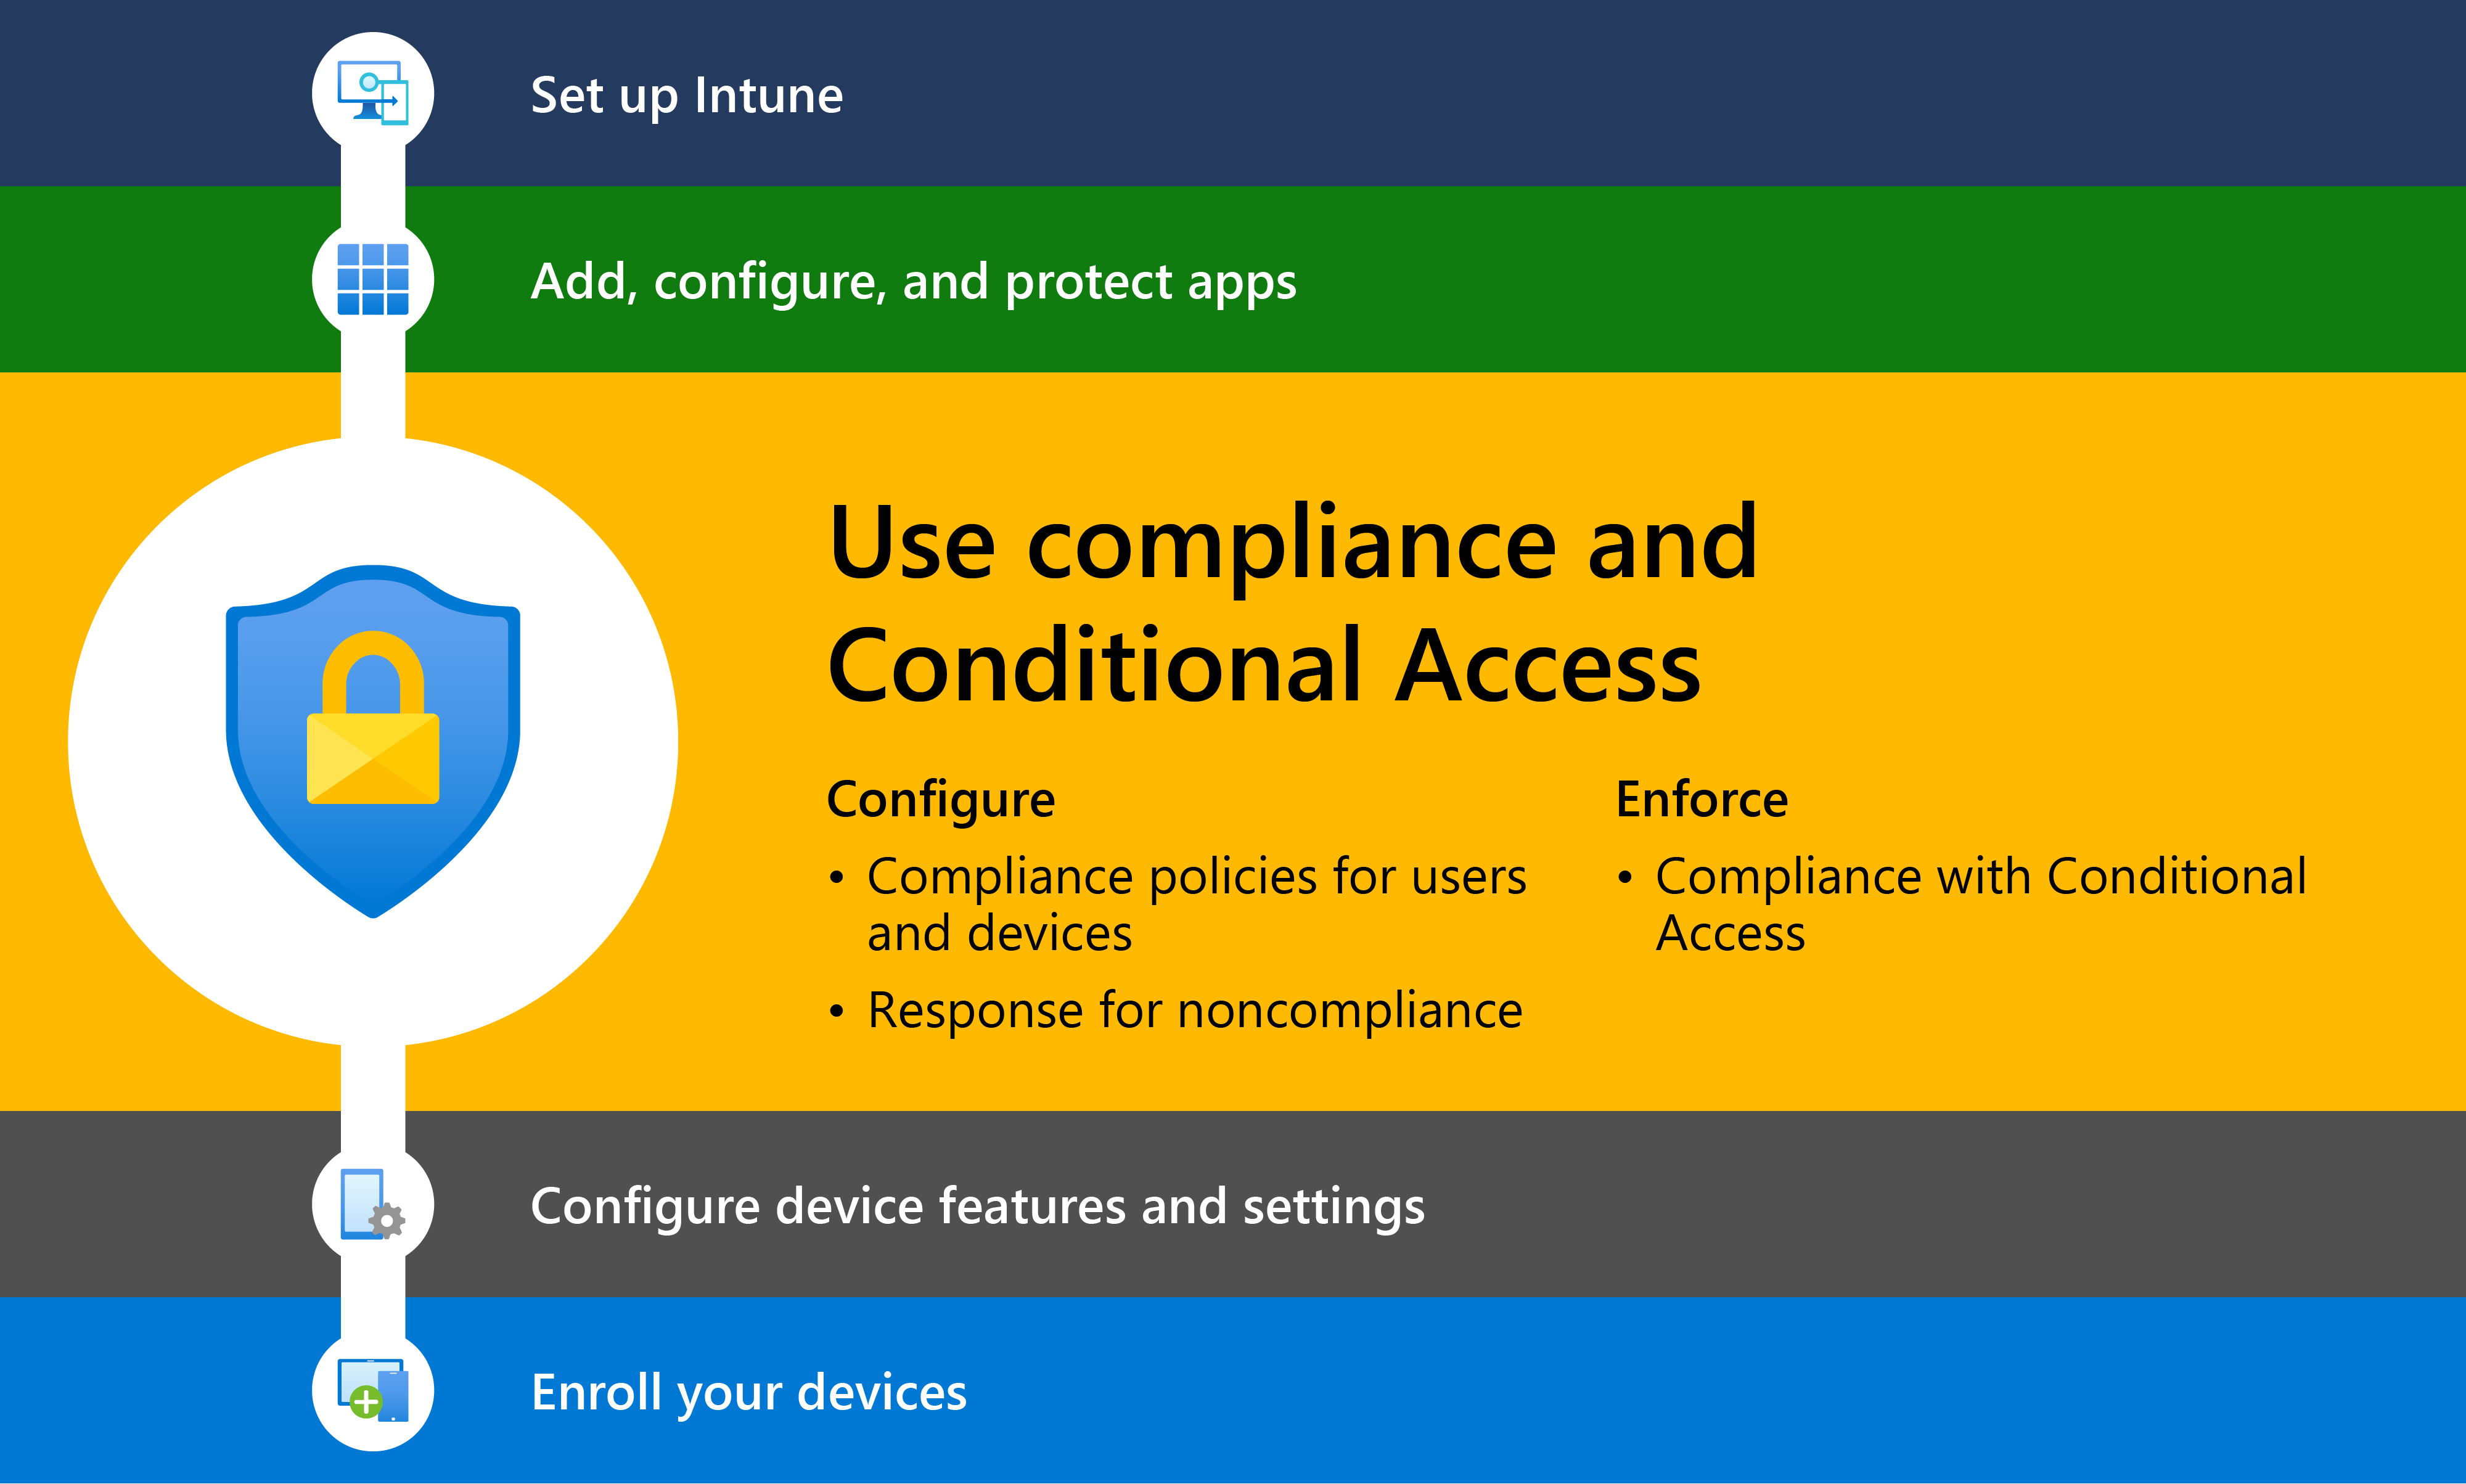 Set up Intune
Add, configure, and protect apps
Use compliance and
Conditional Access
Configure
• Compliance policies for users
and devices
• Response for noncompliance
Enforce
• Compliance with Conditional
Access
Configure device features and settings
Enroll your devices